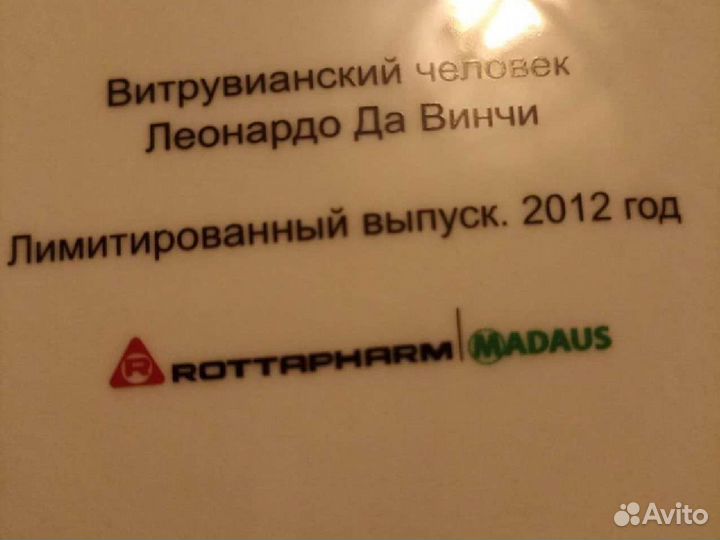 Витрувианский человек
Леонардо Да Винчи
Лимитированный выпуск. 2012 год
R ROTTAPHARM | MADAUS
Avito